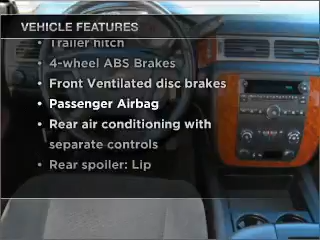 VEHICLE FEATURES
• Trailer hitch
• 4-wheel ABS Brakes
• Front Ventilated disc brakes
• Passenger Airbag
• Rear air conditioning with
separate controls
• Rear spoiler: Lip